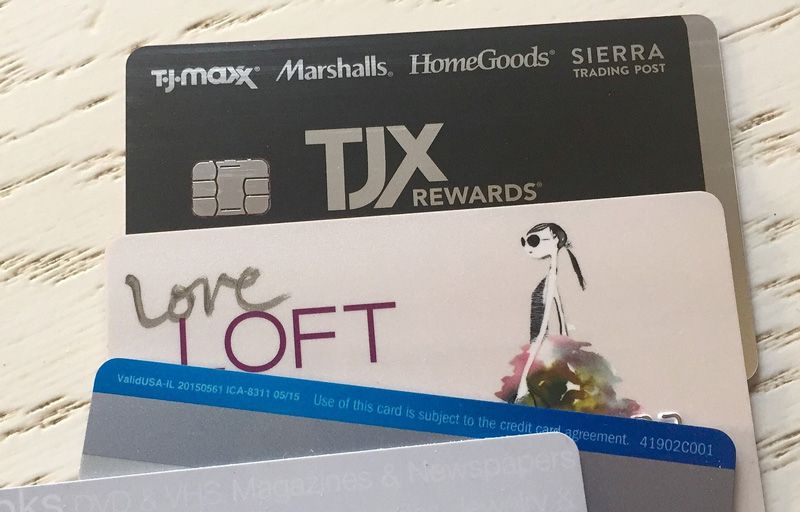 T·J·maxx® Marshalls® HomeGoods® SIERRA TRADING POST
TJX
REWARDS®
Love
LOFT
ValidUSA-IL 20150561 ICA-8311 05/15 Use of this card is subject to the credit card agreement. 41902C001
DVD & VHS Magazines & Newspapers